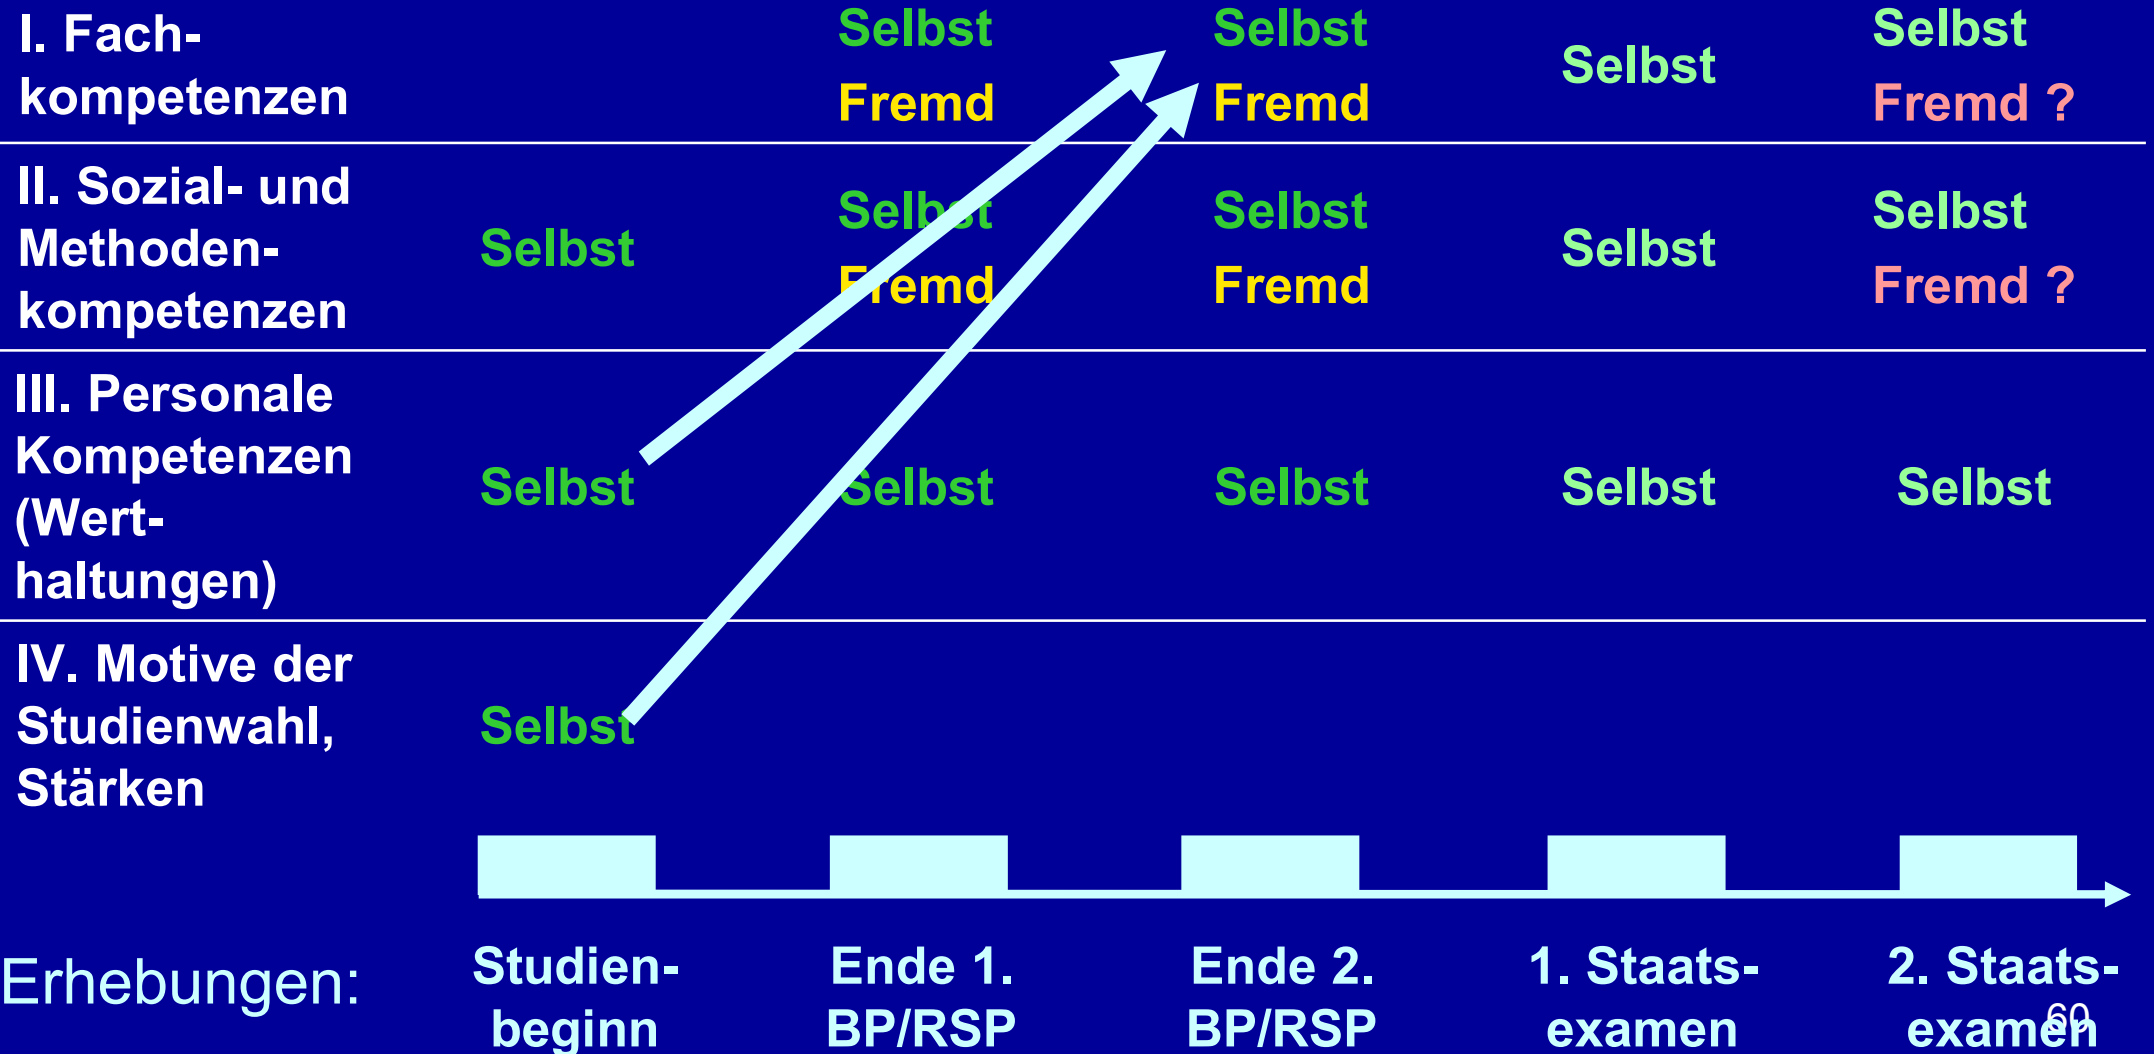 I. Fach-
kompetenzen
Selbst
Fremd
Selbst
Fremd
Selbst
Selbst
Fremd ?
II. Sozial- und
Methoden-
kompetenzen
Selbst
Selbst
Fremd
Selbst
Fremd
Selbst
Selbst
Fremd ?
III. Personale
Kompetenzen
(Wert-
haltungen)
Selbst
Selbst
Selbst
Selbst
Selbst
IV. Motive der
Studienwahl,
Stärken
Selbst
Erhebungen:
Studien-
beginn
Ende 1.
BP/RSP
Ende 2.
BP/RSP
1. Staats-
examen
2. Staats-
examen
60